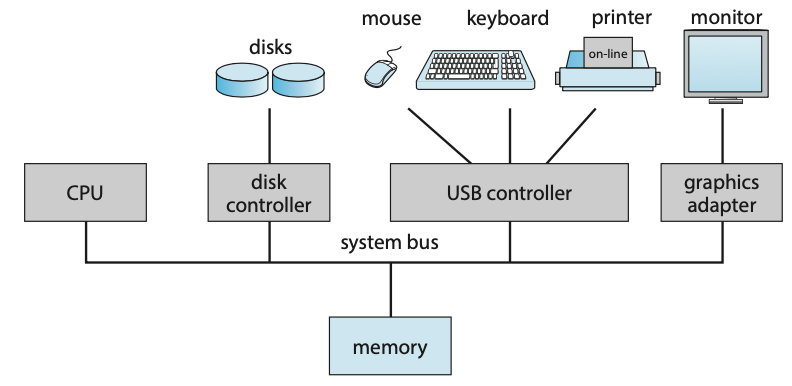 mouse
keyboard
printer
monitor
disks
on-line
CPU
disk
controller
USB controller
graphics
adapter
system bus
memory